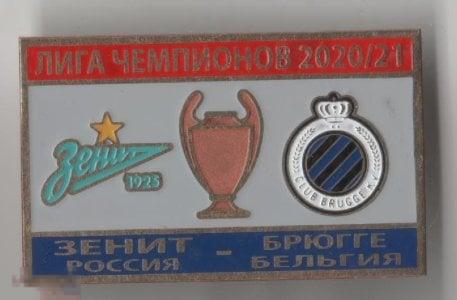 ЛИГА ЧЕМПИОНОВ 2020/21
Зенит
1925
CLUB BRUGGE K.V.
ЗЕНИТ - БРЮГГЕ
РОССИЯ БЕЛЬГИЯ